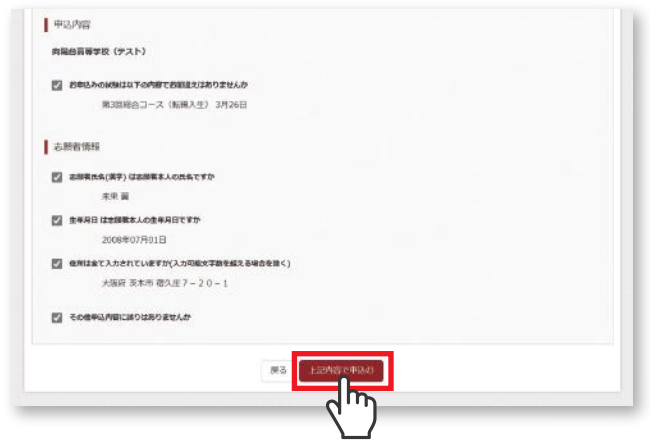 申込内容
向陽台高等学校（テスト）
お申込みの試験は以下の内容でお間違えはありませんか
第3回総合コース（転編入生） 3月26日
志願者情報
志願者氏名(漢字) は志願者本人の氏名ですか
未来 翼
生年月日 は志願者本人の生年月日ですか
2008年07月01日
住所は全て入力されていますか(入力可能文字数を超える場合を除く)
大阪府 茨木市 宿久庄７－２０－１
その他申込内容に誤りはありませんか
戻る 上記内容で申込む